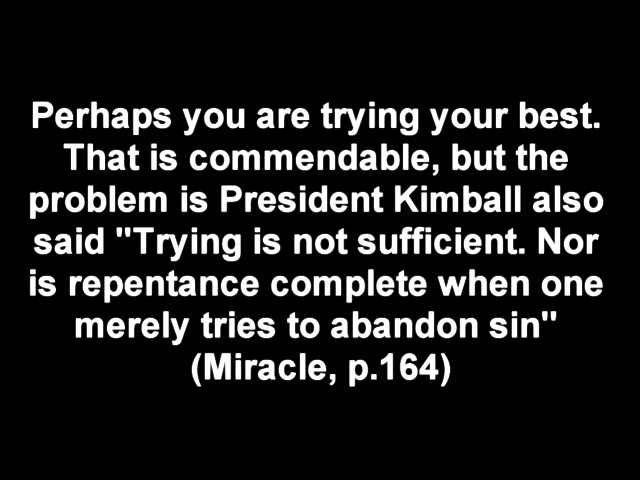 Perhaps you are trying your best.
That is commendable, but the
problem is President Kimball also
said "Trying is not sufficient. Nor
is repentance complete when one
merely tries to abandon sin"
(Miracle, p.164)